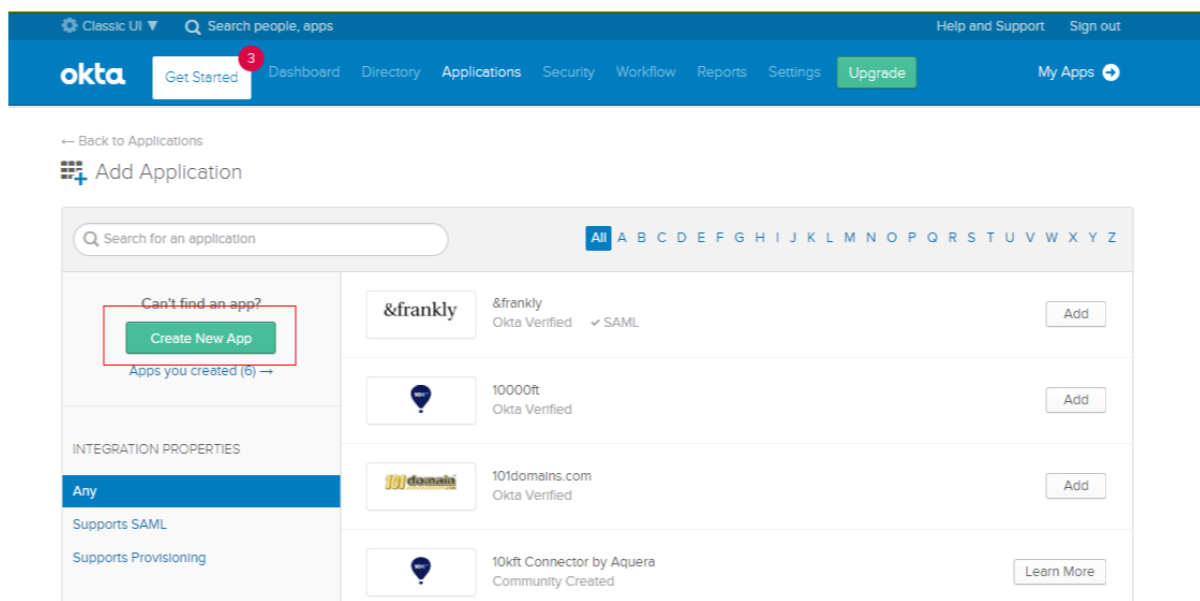 Classic UI ▼ Search people, apps Help and Support Sign out
okta Get Started 3 Dashboard Directory Applications Security Workflow Reports Settings Upgrade My Apps
← Back to Applications
Add Application
Search for an application All A B C D E F G H I J K L M N O P Q R S T U V W X Y Z
Can't find an app?
Create New App
Apps you created (6) →
INTEGRATION PROPERTIES
Any
Supports SAML
Supports Provisioning
&frankly &frankly Add
Okta Verified ✓ SAML
10000ft Add
Okta Verified
101domain 101domains.com Add
Okta Verified
10kft Connector by Aquera Learn More
Community Created